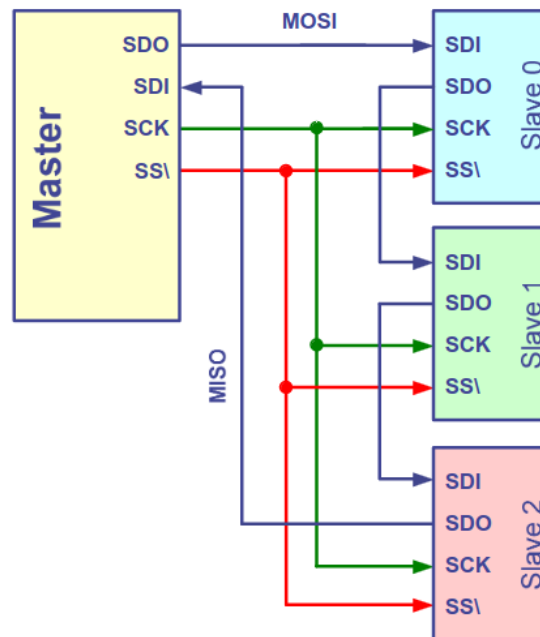 MOSI
Master
SDO
SDI
SCK
SS\
MISO
SDI
SDO
SCK
SS\
Slave 0
SDI
SDO
SCK
SS\
Slave 1
SDI
SDO
SCK
SS\
Slave 2